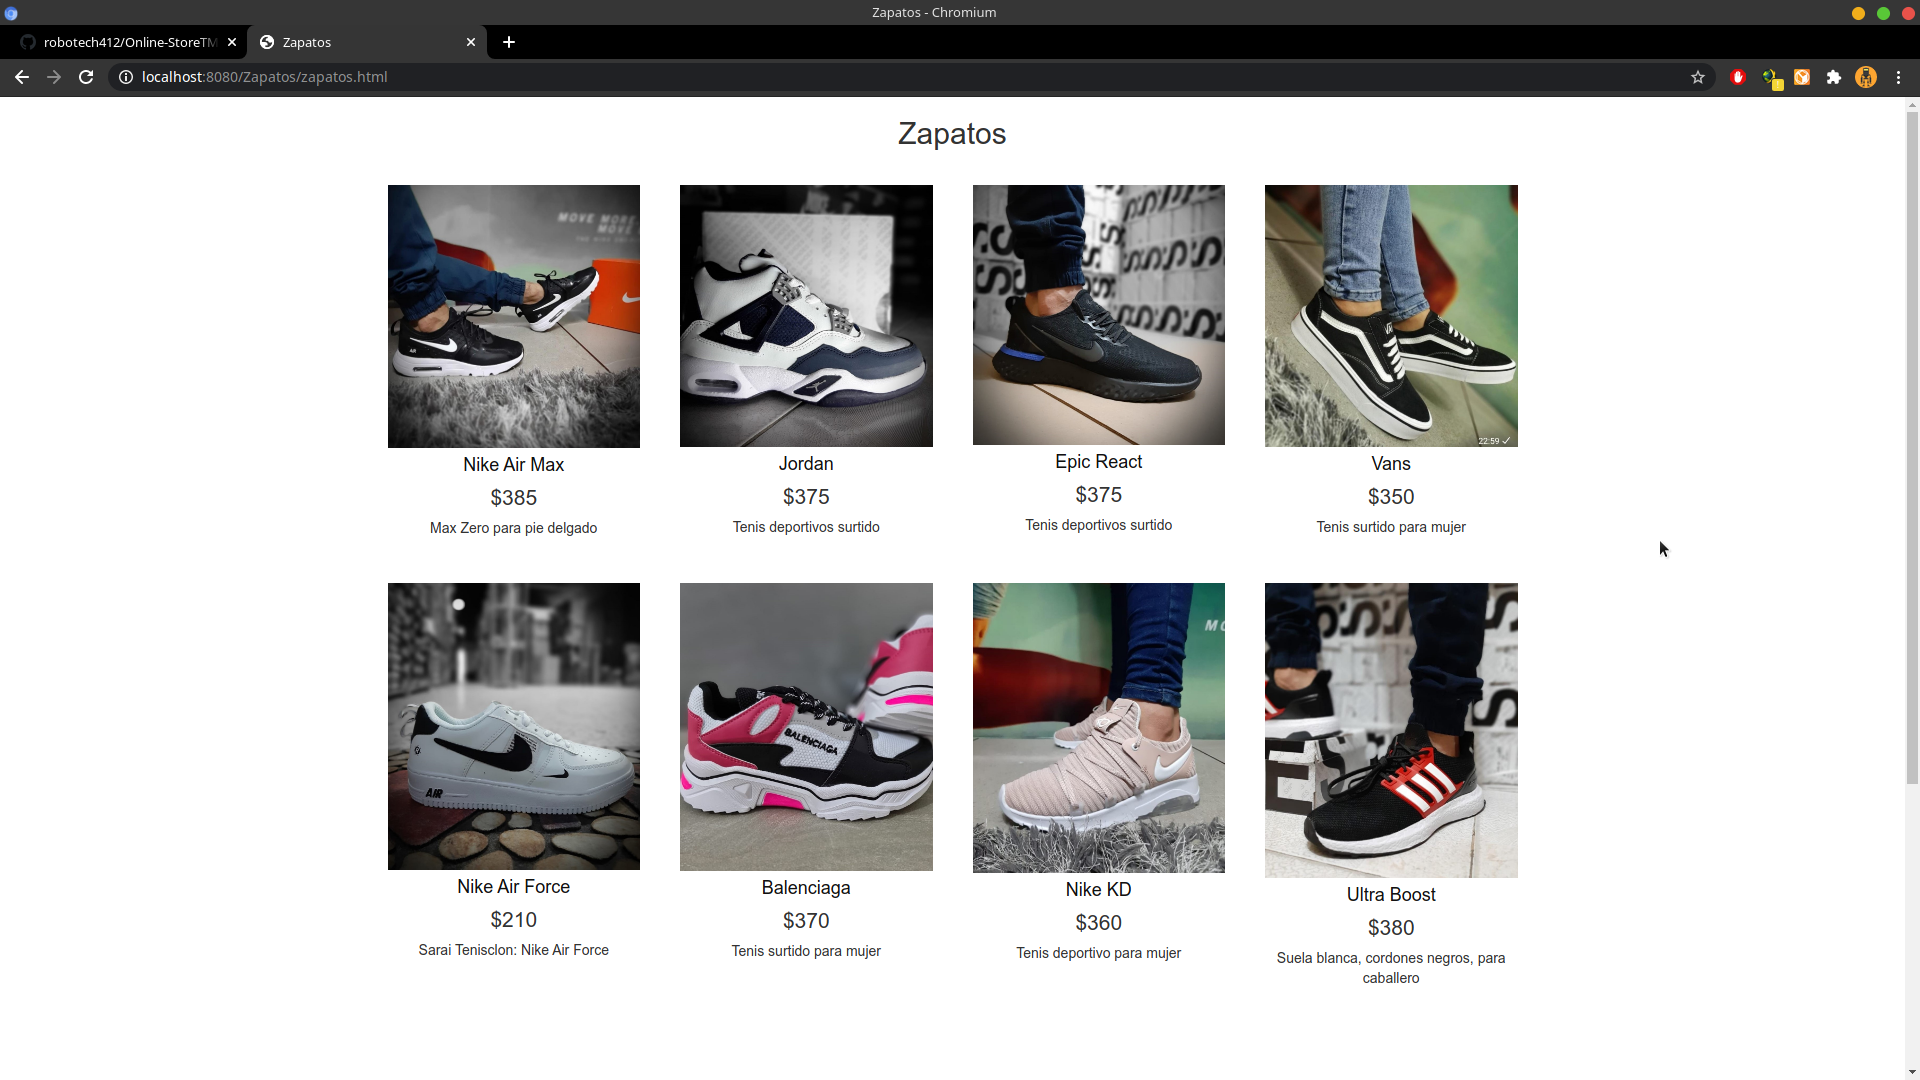 Zapatos - Chromium
robotech412/Online-StoreTM
Zapatos
localhost:8080/Zapatos/zapatos.html
Zapatos
MOVE MORE
MOVE
22:59
Nike Air Max
Jordan
Epic React
Vans
$385
$375
$375
$350
Max Zero para pie delgado
Tenis deportivos surtido
Tenis deportivos surtido
Tenis surtido para mujer
AIR
BALENCIAGA
Nike Air Force
Balenciaga
Nike KD
Ultra Boost
$210
$370
$360
$380
Sarai Tenisclon: Nike Air Force
Tenis surtido para mujer
Tenis deportivo para mujer
Suela blanca, cordones negros, para
caballero